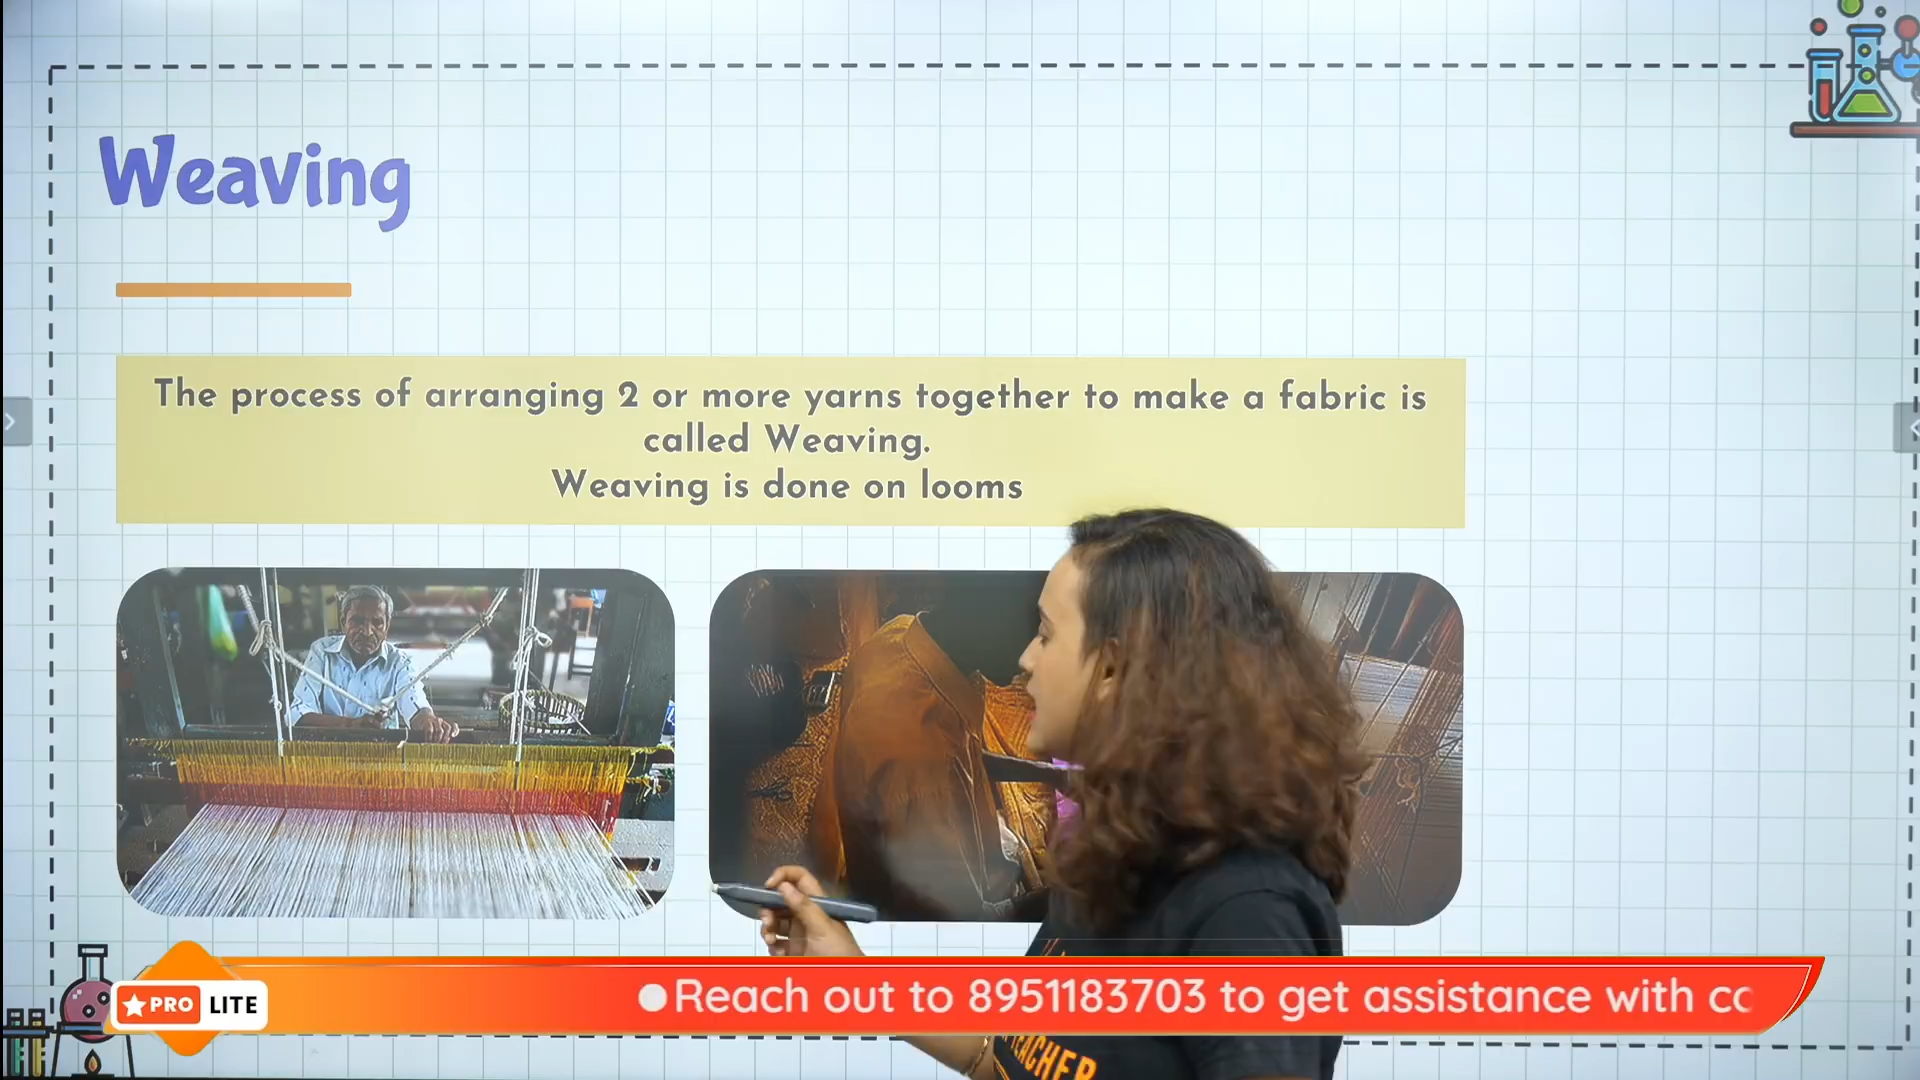 Weaving
The process of arranging 2 or more yarns together to make a fabric is
called Weaving.
Weaving is done on looms
PRO LITE
Reach out to 8951183703 to get assistance with
TEACHER